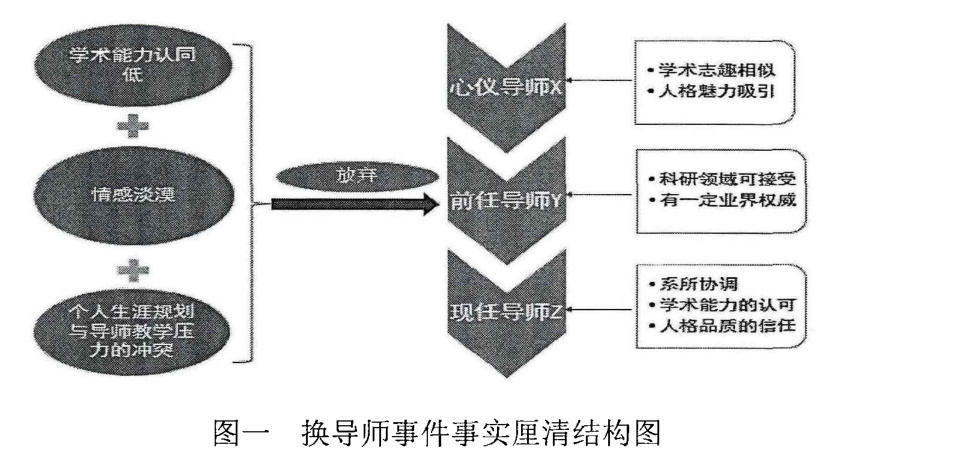 学术能力认同
低
情感淡漠
个人生涯规划
与导师教学压
力的冲突
放弃
心仪导师X
前任导师Y
现任导师Z
•学术志趣相似
•人格魅力吸引
•科研领域可接受
•有一定业界权威
•系所协调
•学术能力的认可
•人格品质的信任
图一 换导师事件事实厘清结构图